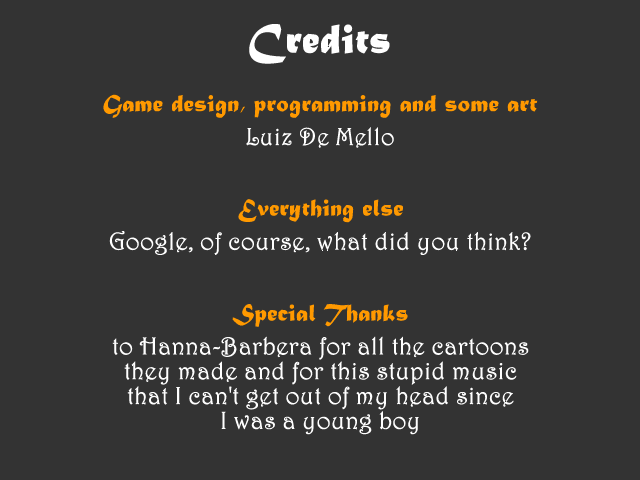 Credits
Game design, programming and some art
Luiz De Mello
Everything else
Google, of course, what did you think?
Special Thanks
to Hanna-Barbera for all the cartoons
they made and for this stupid music
that I can't get out of my head since
I was a young boy